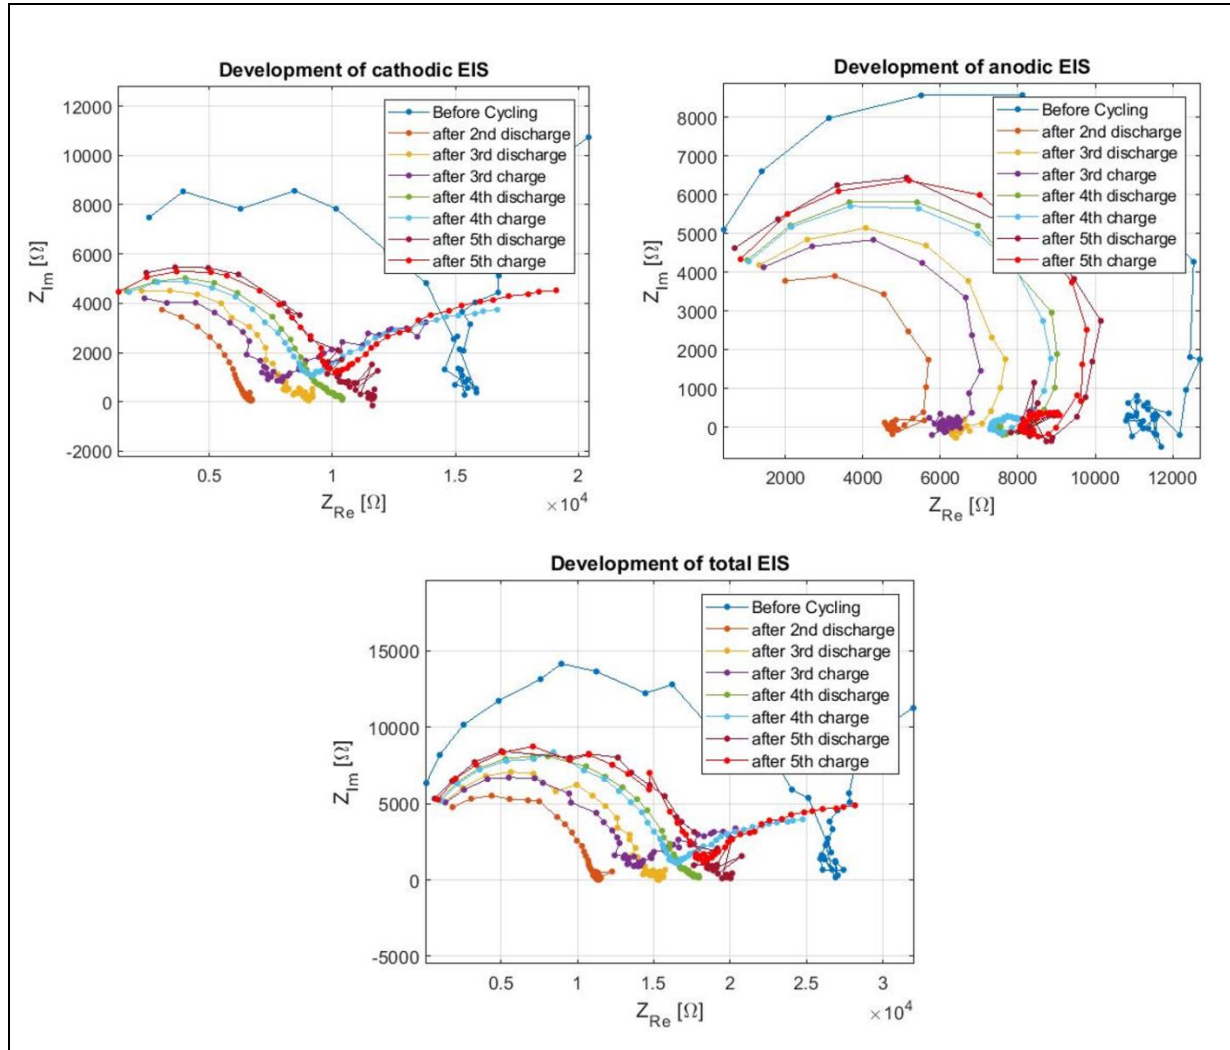 Development of cathodic EIS
12000
10000
8000
6000
4000
2000
0
-2000
Z_Im [Ω]
Before Cycling
after 2nd discharge
after 3rd discharge
after 3rd charge
after 4th discharge
after 4th charge
after 5th discharge
after 5th charge
0.5 1 1.5 2
Z_Re [Ω]
×10^4
Development of anodic EIS
8000
7000
6000
5000
4000
3000
2000
1000
0
Z_Im [Ω]
Before Cycling
after 2nd discharge
after 3rd discharge
after 3rd charge
after 4th discharge
after 4th charge
after 5th discharge
after 5th charge
2000 4000 6000 8000 10000 12000
Z_Re [Ω]
Development of total EIS
15000
10000
5000
0
-5000
Z_Im [Ω]
Before Cycling
after 2nd discharge
after 3rd discharge
after 3rd charge
after 4th discharge
after 4th charge
after 5th discharge
after 5th charge
0.5 1 1.5 2 2.5 3
Z_Re [Ω]
×10^4